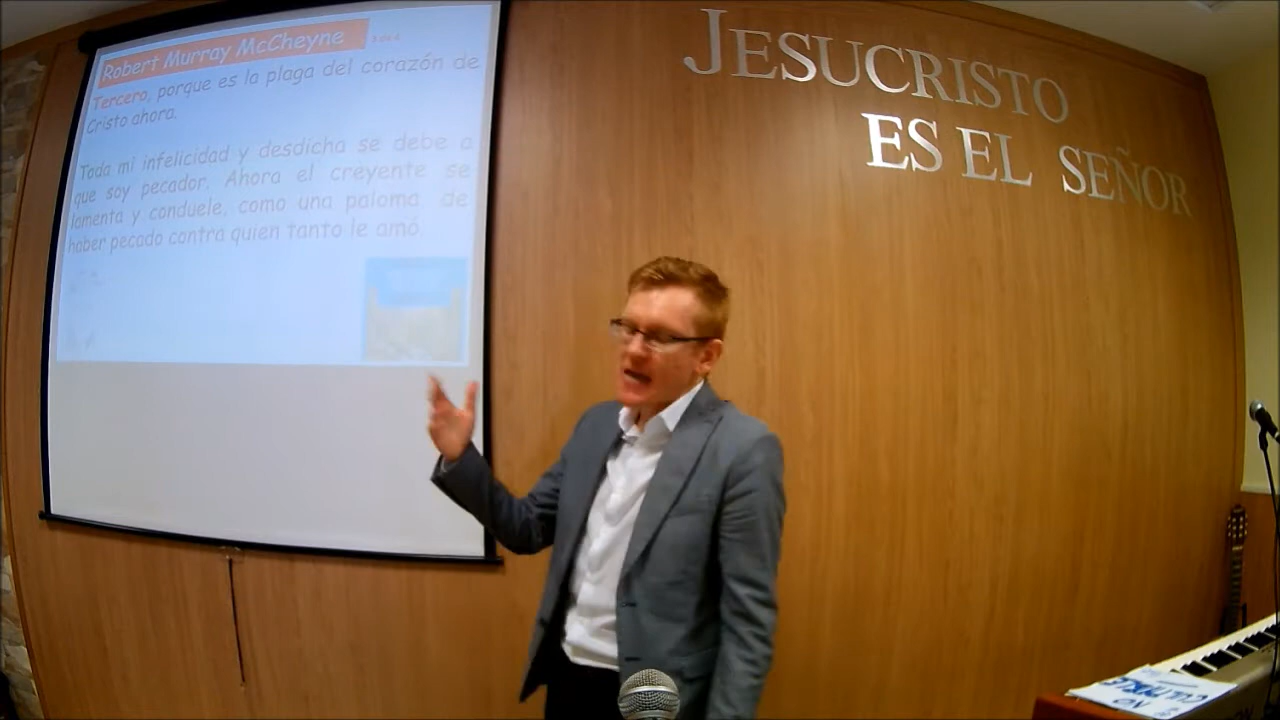 Robert Murray McCheyne
Tercero, porque es la plaga del corazón de
Cristo ahora.
Toda mi infelicidad y desdicha se debe a
que soy pecador. Ahora el creyente se
lamenta y conduele, como una paloma de
haber pecado contra quien tanto le amó
JESUCRISTO
ES EL SEÑOR
NO